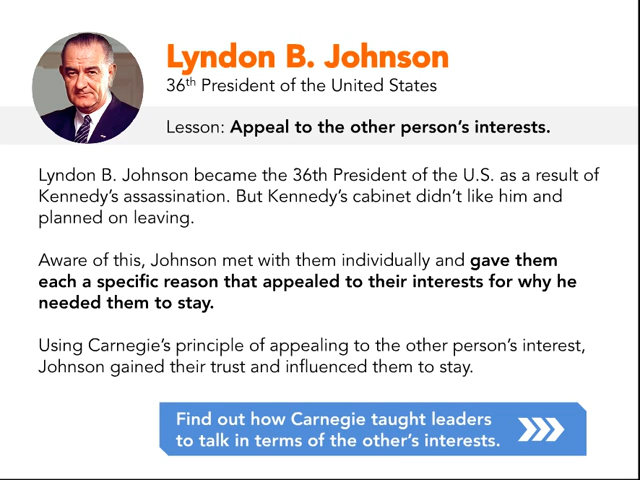 Lyndon B. Johnson
36th President of the United States
Lesson: Appeal to the other person's interests.
Lyndon B. Johnson became the 36th President of the U.S. as a result of
Kennedy's assassination. But Kennedy's cabinet didn't like him and
planned on leaving.
Aware of this, Johnson met with them individually and gave them
each a specific reason that appealed to their interests for why he
needed them to stay.
Using Carnegie's principle of appealing to the other person's interest,
Johnson gained their trust and influenced them to stay.
Find out how Carnegie taught leaders
to talk in terms of the other's interests.